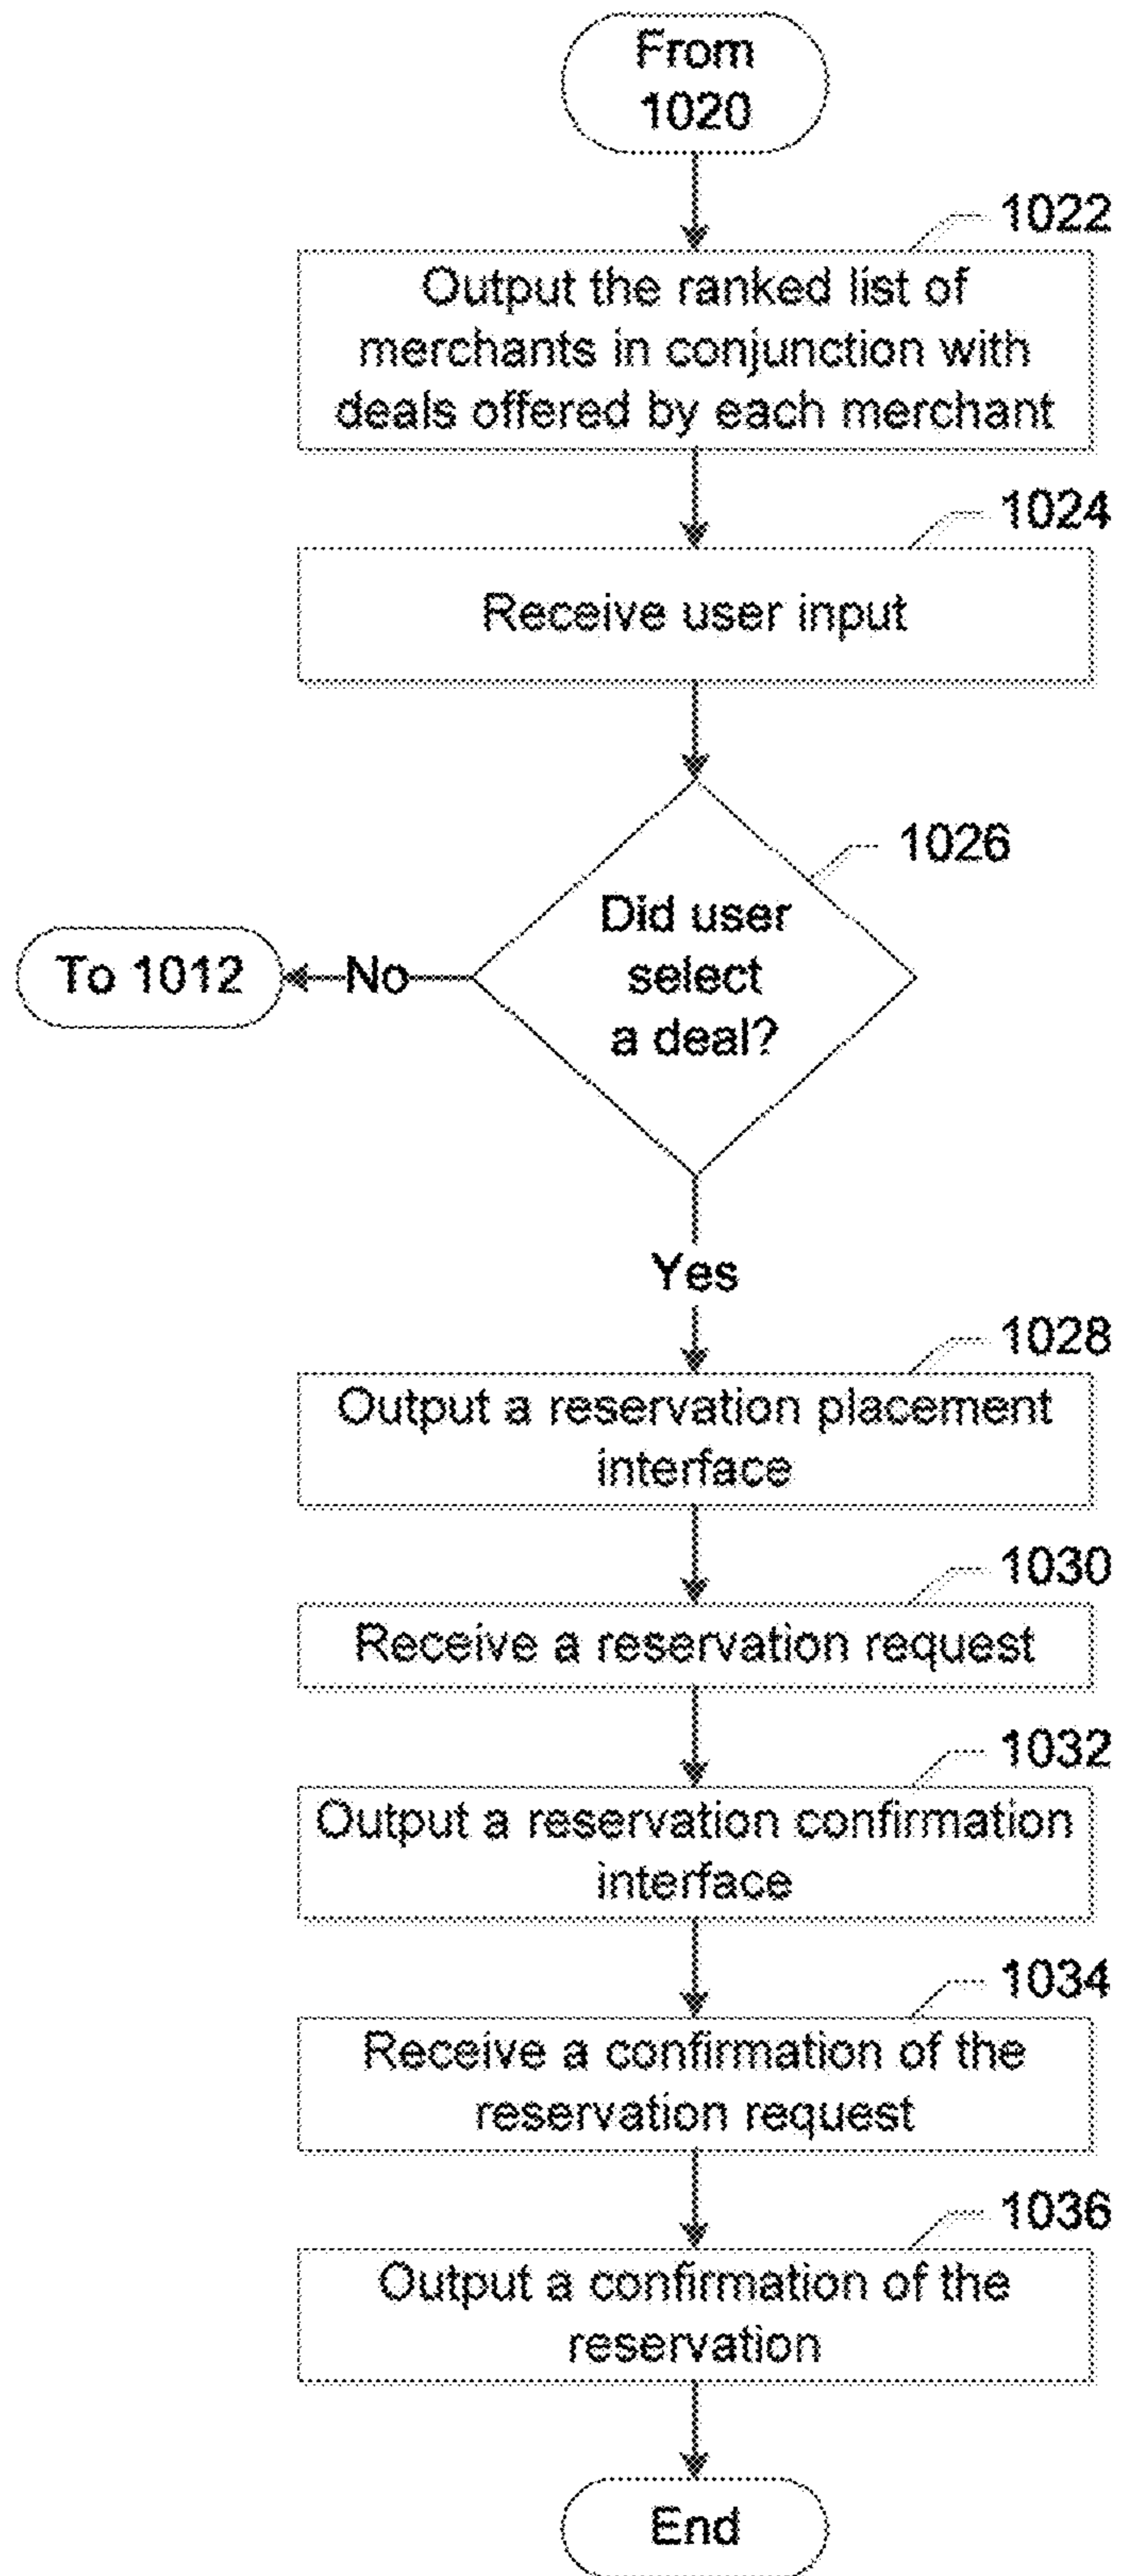 From
1020
1022
Output the ranked list of
merchants in conjunction with
deals offered by each merchant
1024
Receive user input
1026
Did user
select
a deal?
To 1012
No
Yes
1028
Output a reservation placement
interface
1030
Receive a reservation request
1032
Output a reservation confirmation
interface
1034
Receive a confirmation of the
reservation request
1036
Output a confirmation of the
reservation
End